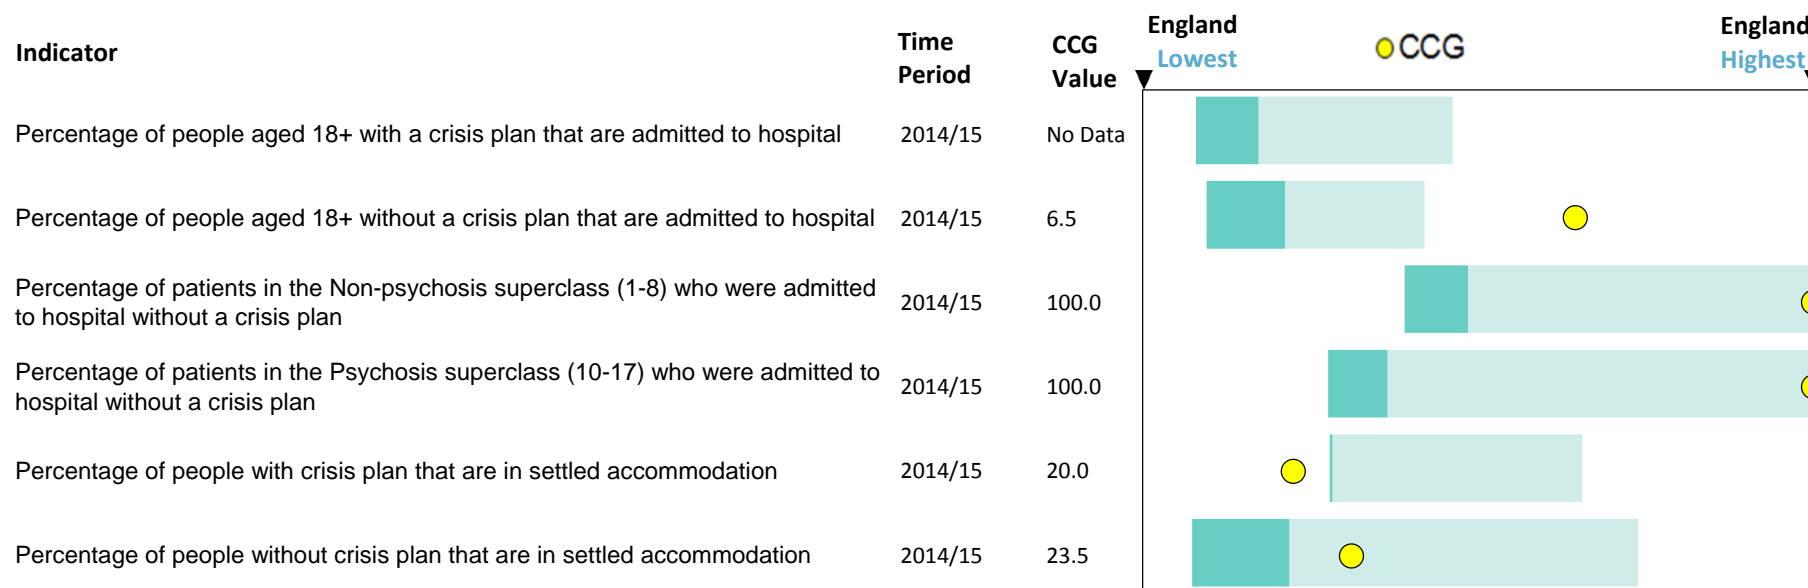 Indicator
Time
Period
CCG
Value
England
Lowest
CCG
England
Highest
Percentage of people aged 18+ with a crisis plan that are admitted to hospital 2014/15 No Data
Percentage of people aged 18+ without a crisis plan that are admitted to hospital 2014/15 6.5
Percentage of patients in the Non-psychosis superclass (1-8) who were admitted
to hospital without a crisis plan
2014/15 100.0
Percentage of patients in the Psychosis superclass (10-17) who were admitted to
hospital without a crisis plan
2014/15 100.0
Percentage of people with crisis plan that are in settled accommodation 2014/15 20.0
Percentage of people without crisis plan that are in settled accommodation 2014/15 23.5